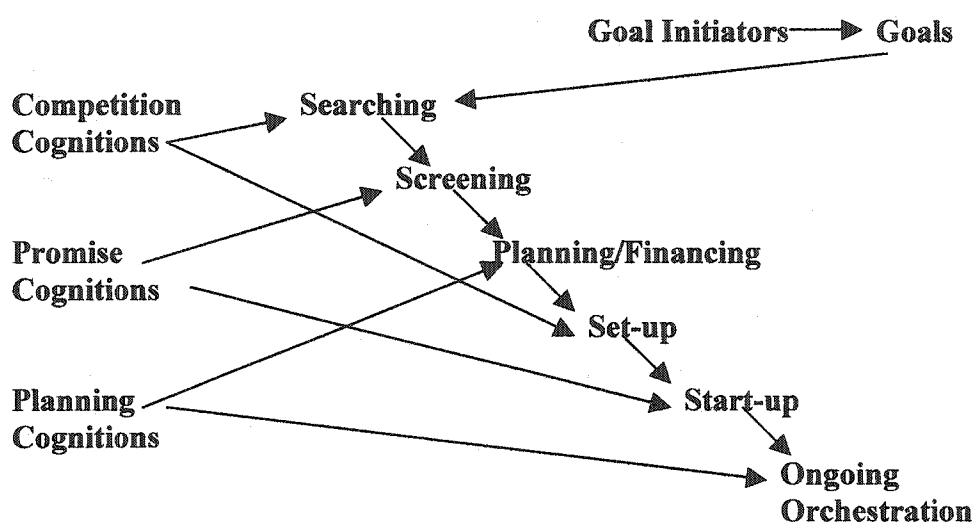 Goal Initiators Goals
Competition
Cognitions
Searching
Screening
Promise
Cognitions
Planning/Financing
Set-up
Planning
Cognitions
Start-up
Ongoing
Orchestration